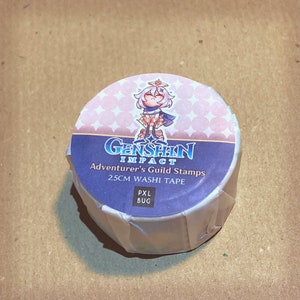 GENSHIN
IMPACT
Adventurer's Guild Stamps
25CM WASHI TAPE
PXL
BUG